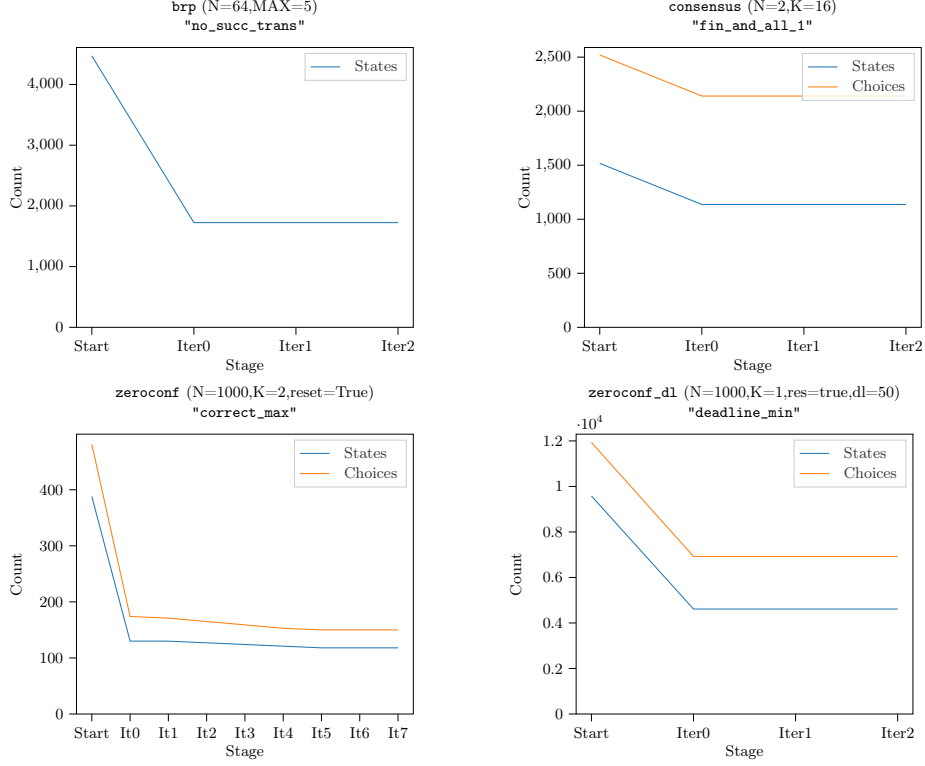 brp (N=64,MAX=5)
"no_succ_trans"
States
4,000
3,000
2,000
1,000
0
Count
Start Iter0 Iter1 Iter2
Stage
consensus (N=2,K=16)
"fin_and_all_1"
States
Choices
2,500
2,000
1,500
1,000
500
0
Count
Start Iter0 Iter1 Iter2
Stage
zeroconf (N=1000,K=2,reset=True)
"correct_max"
States
Choices
400
300
200
100
0
Count
Start It0 It1 It2 It3 It4 It5 It6 It7
Stage
zeroconf_dl (N=1000,K=1,res=true,dl=50)
"deadline_min"
·10⁴
States
Choices
1.2
1
0.8
0.6
0.4
0.2
0
Count
Start Iter0 Iter1 Iter2
Stage